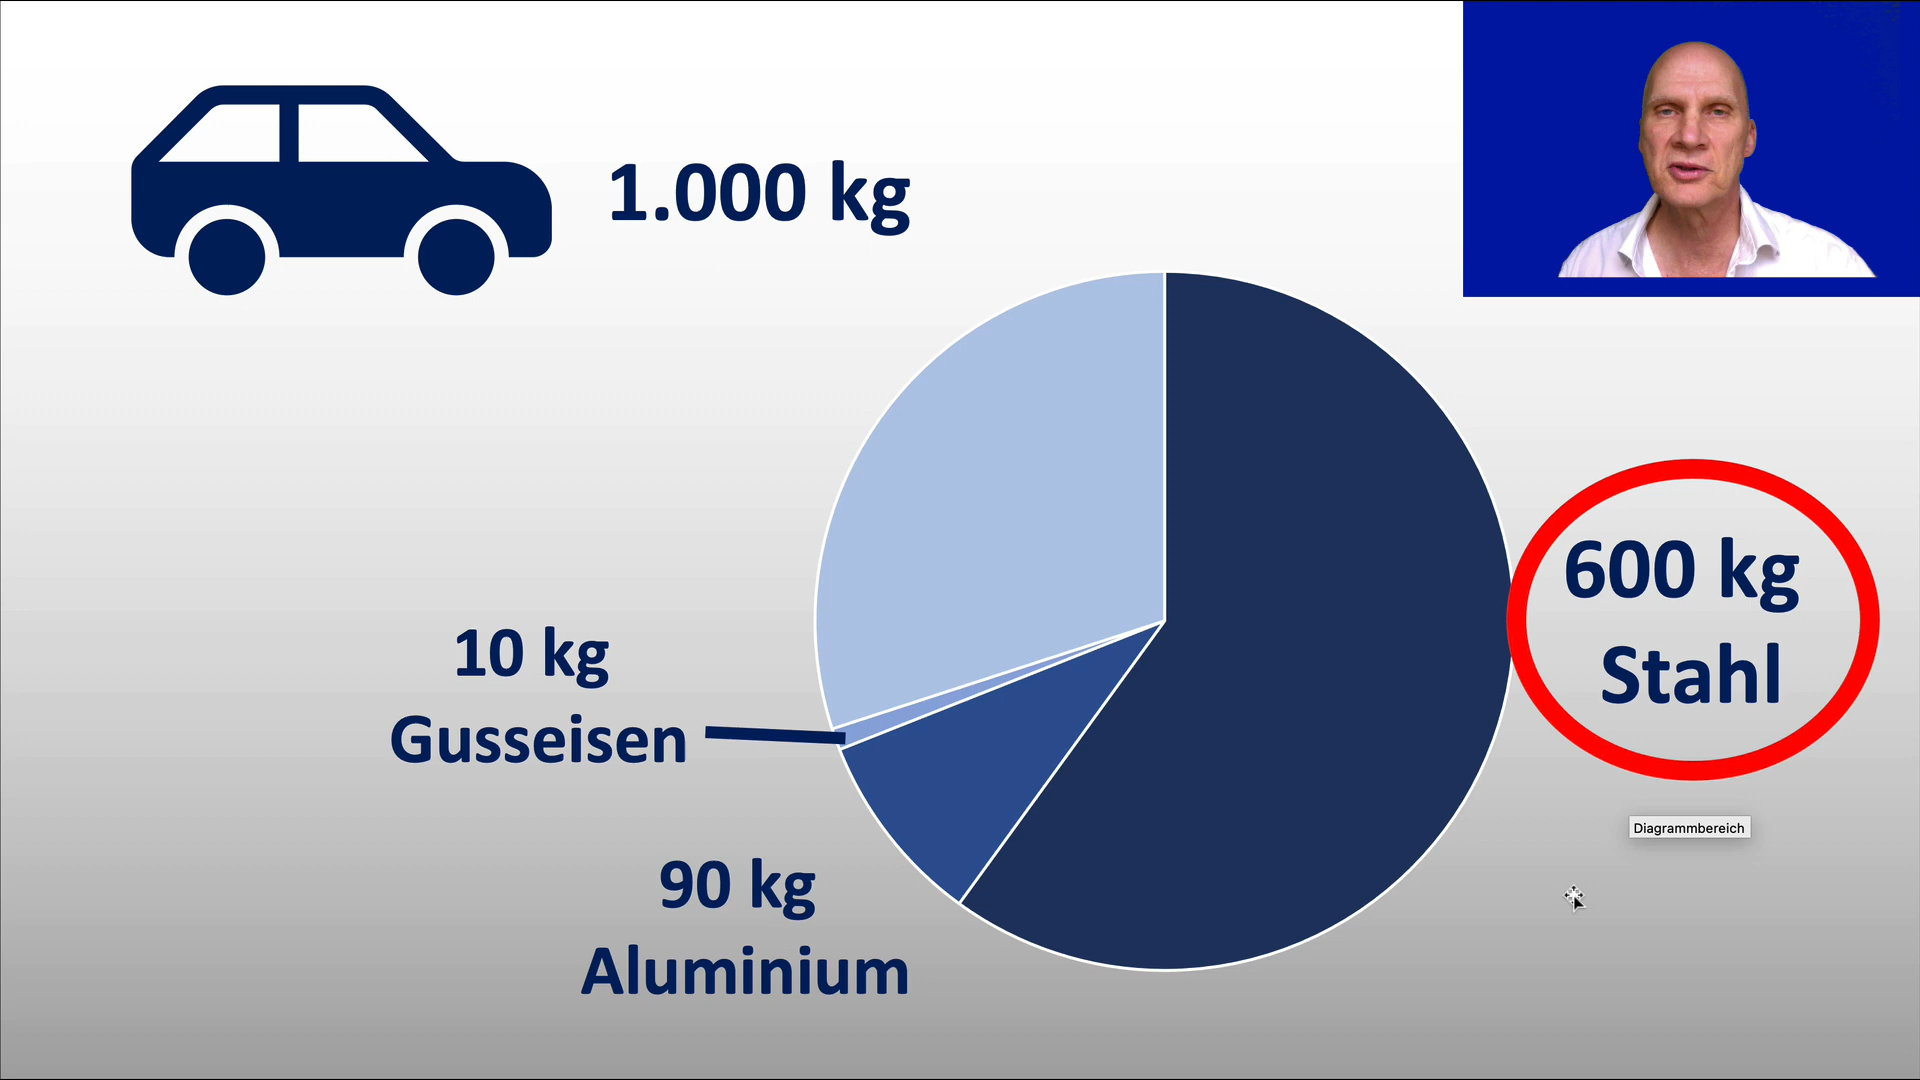 1.000 kg
600 kg
Stahl
10 kg
Gusseisen
90 kg
Aluminium
Diagrammbereich